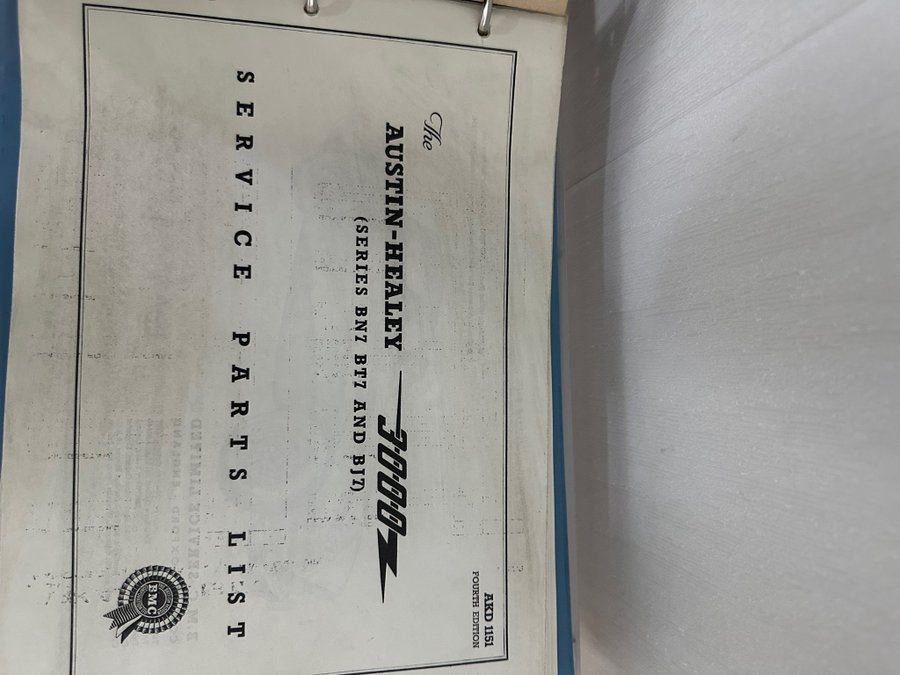 AKD 1151
FOURTH EDITION
The
AUSTIN-HEALEY 3000
(SERIES BN7 BT7 AND BJ7)
SERVICE PARTS LIST
BMC